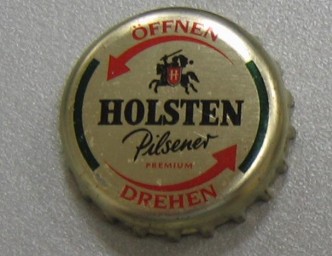 ÖFFNEN
H
HOLSTEN
Pilsener
PREMIUM
DREHEN